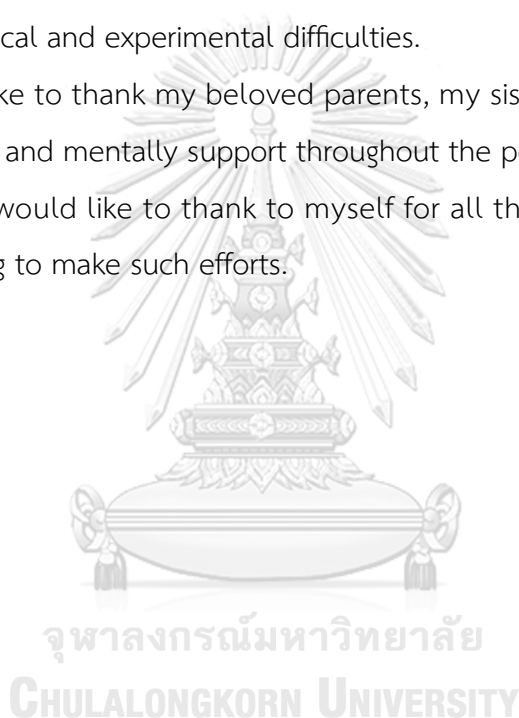 cal and experimental difficulties.
ke to thank my beloved parents, my sis
and mentally support throughout the p
would like to thank to myself for all th
g to make such efforts.
จุฬาลงกรณ์มหาวิทยาลัย
CHULALONGKORN UNIVERSITY